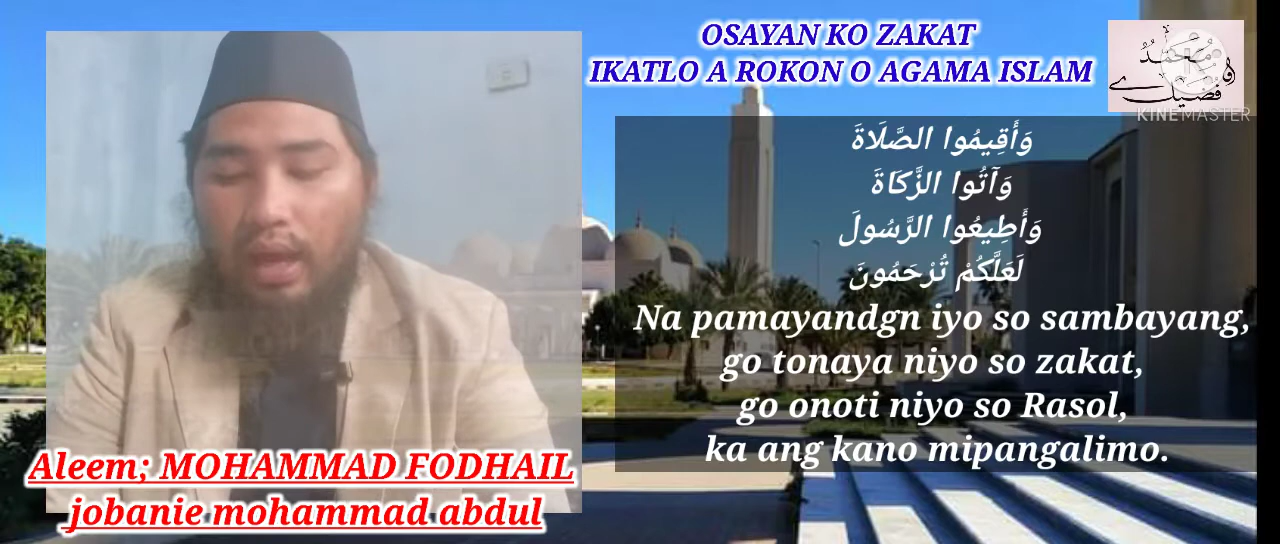 OSAYAN KO ZAKAT
IKATLO A ROKON O AGAMA ISLAM
محمد
فضيل
KINEMASTER
وَأَقِيمُوا الصَّلَاةَ
وَآتُوا الزَّكَاةَ
وَأَطِيعُوا الرَّسُولَ
لَعَلَّكُمْ تُرْحَمُونَ
Na pamayandgn iyo so sambayang,
go tonaya niyo so zakat,
go onoti niyo so Rasol,
ka ang kano mipangalimo.
Aleem; MOHAMMAD FODHAIL
jobanie mohammad abdul